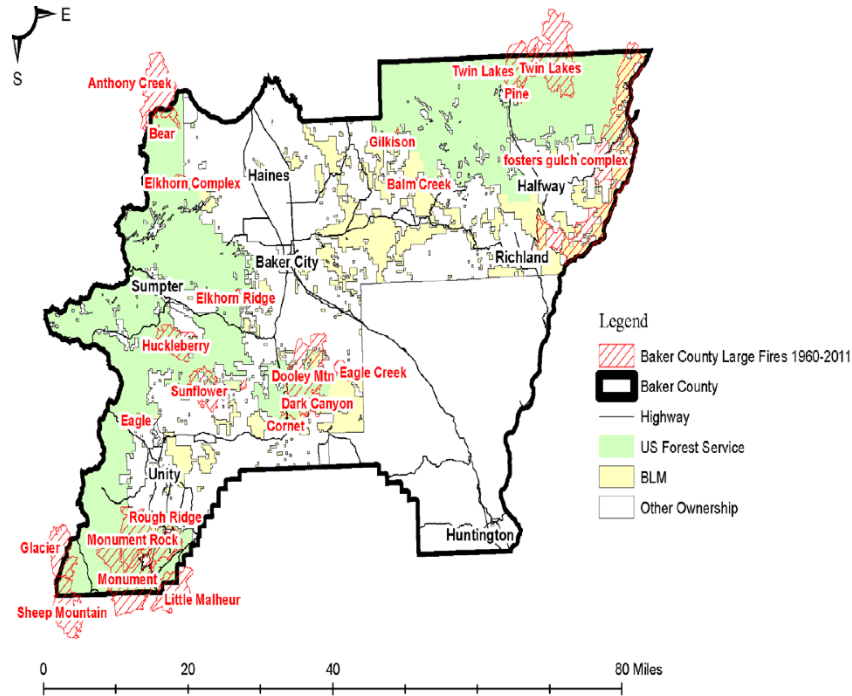 E
S
Anthony Creek
Bear
Twin Lakes
Twin Lakes
Pine
Gilkison
fosters gulch complex
Elkhorn Complex
Haines
Balm Creek
Halfway
Baker City
Richland
Sumpter
Elkhorn Ridge
Huckleberry
Dooley Mtn
Eagle Creek
Sunflower
Dark Canyon
Eagle
Cornet
Unity
Rough Ridge
Huntington
Glacier
Monument Rock
Monument
Little Malheur
Sheep Mountain
Legend
Baker County Large Fires 1960-2011
Baker County
Highway
US Forest Service
BLM
Other Ownership
0 20 40 80 Miles